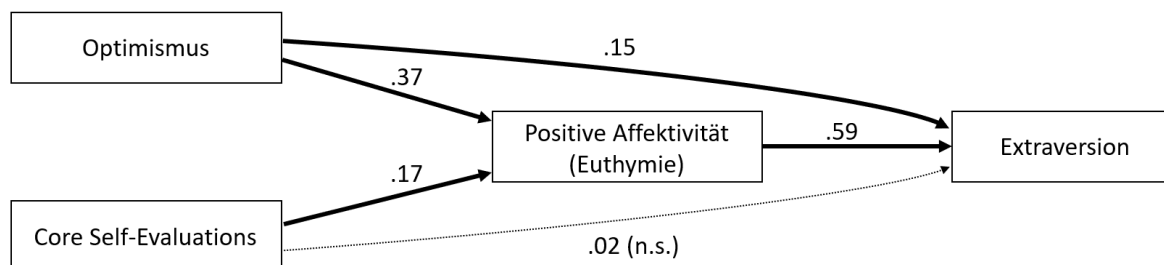 Optimismus
.15
.37
Positive Affektivität
(Euthymie)
.59
Extraversion
.17
Core Self-Evaluations
.02 (n.s.)